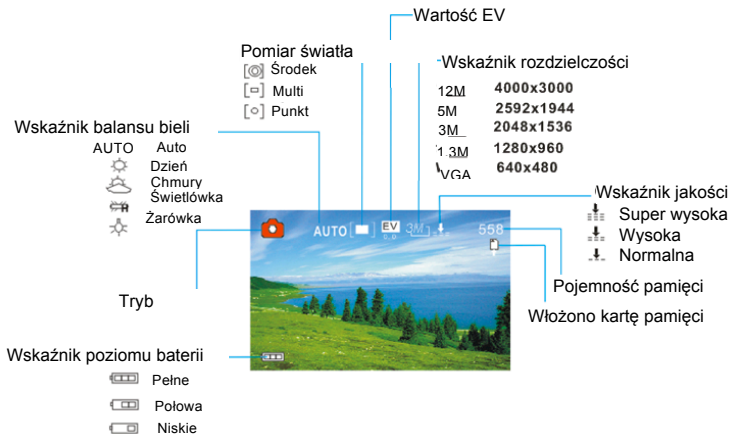 Wartość EV
Pomiar światła
Środek
Multi
Punkt
Wskaźnik rozdzielczości
12M 4000x3000
5M 2592x1944
3M 2048x1536
1.3M 1280x960
VGA 640x480
Wskaźnik balansu bieli
AUTO Auto
Dzień
Chmury
Świetlówka
Żarówka
Wskaźnik jakości
Super wysoka
Wysoka
Normalna
AUTO EV 3M 558
0.0
Tryb
Pojemność pamięci
Włożono kartę pamięci
Wskaźnik poziomu baterii
Pełne
Połowa
Niskie